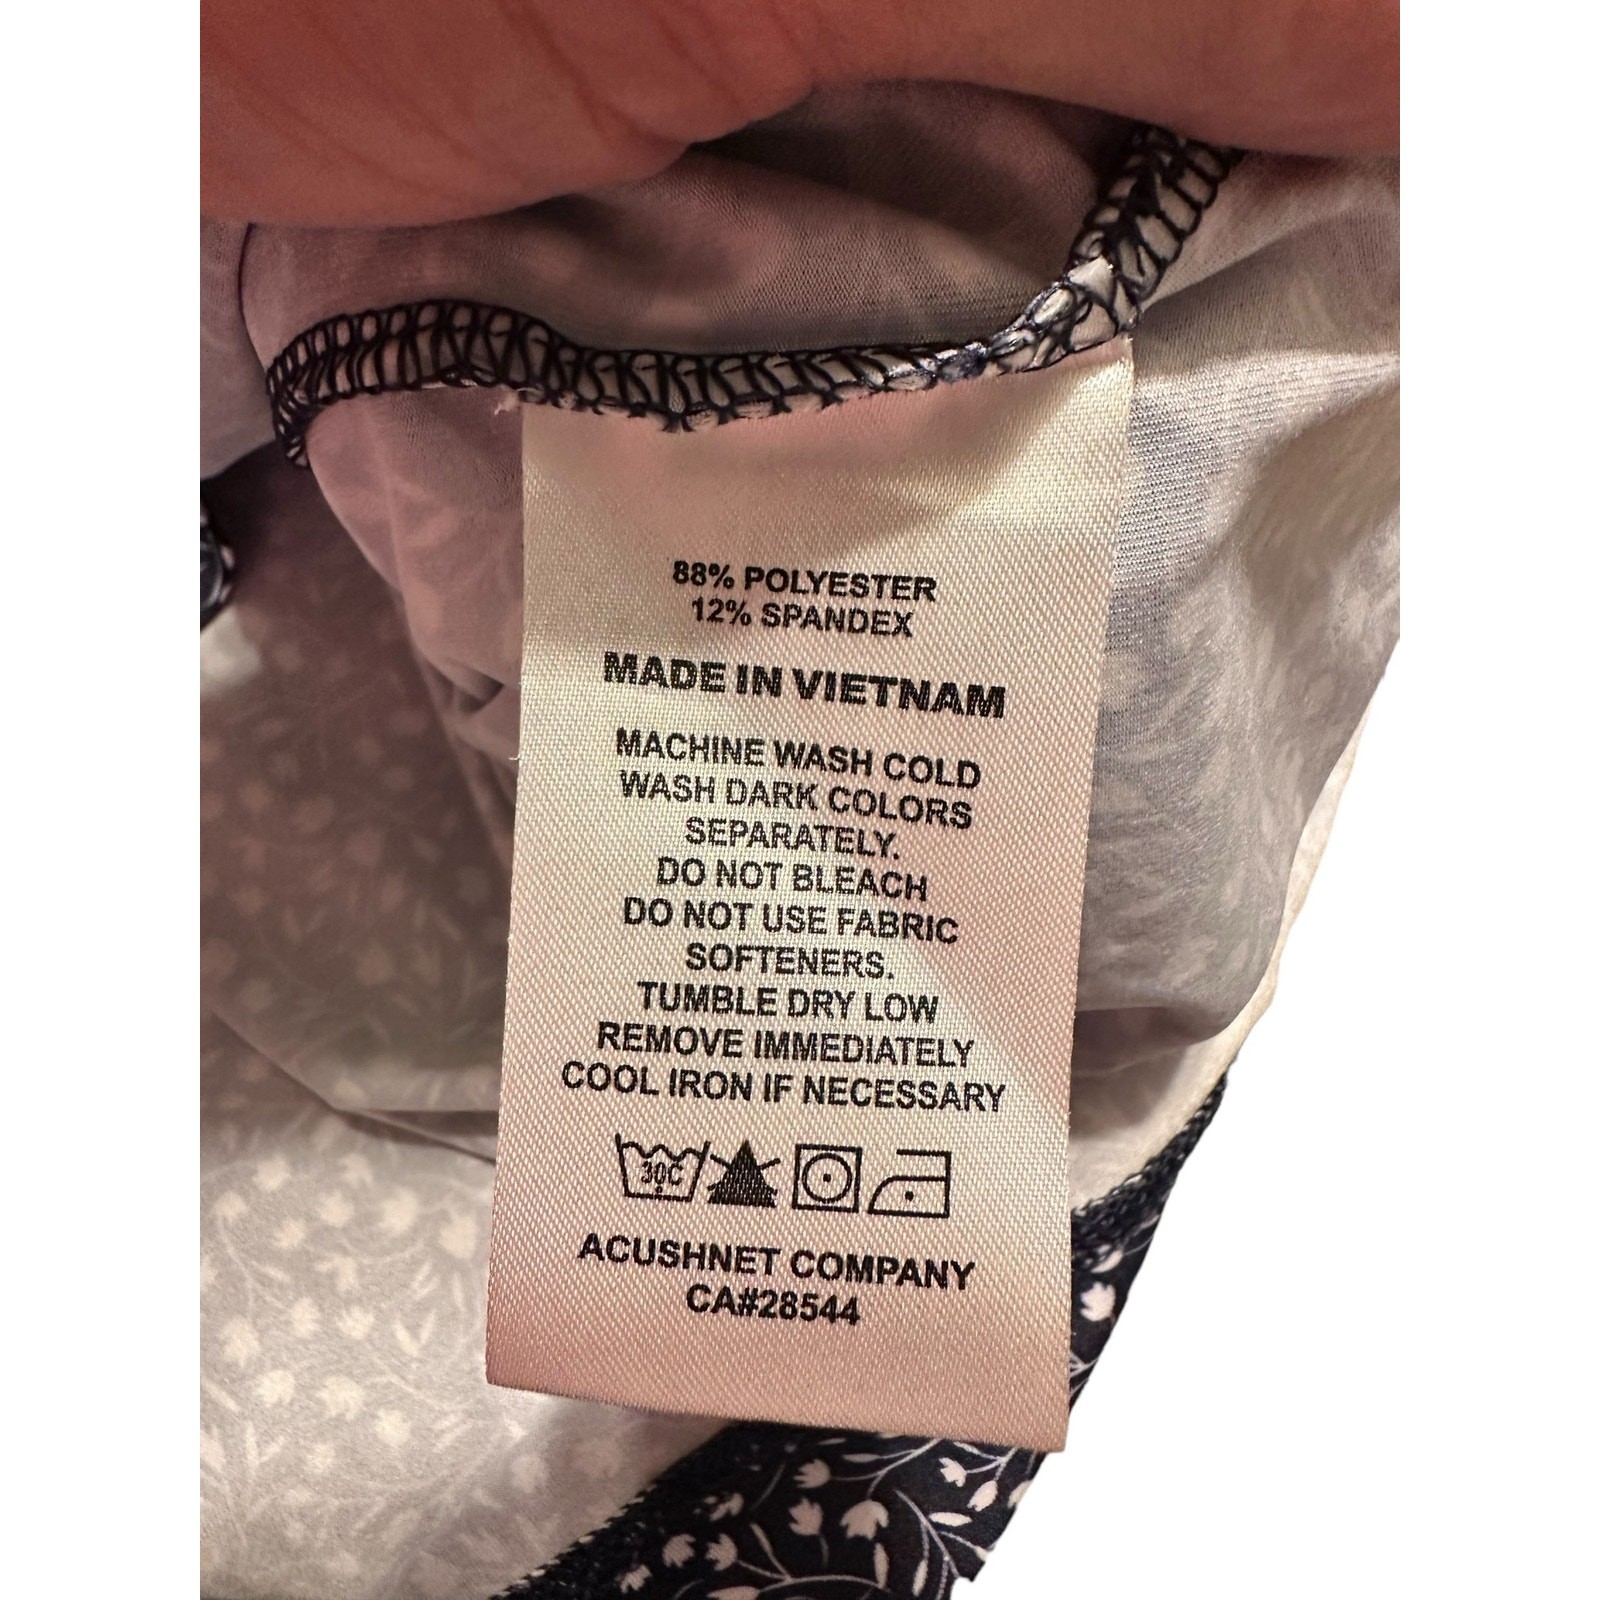 88% POLYESTER
12% SPANDEX
MADE IN VIETNAM
MACHINE WASH COLD
WASH DARK COLORS
SEPARATELY.
DO NOT BLEACH
DO NOT USE FABRIC
SOFTENERS.
TUMBLE DRY LOW
REMOVE IMMEDIATELY
COOL IRON IF NECESSARY
30C
ACUSHNET COMPANY
CA#28544